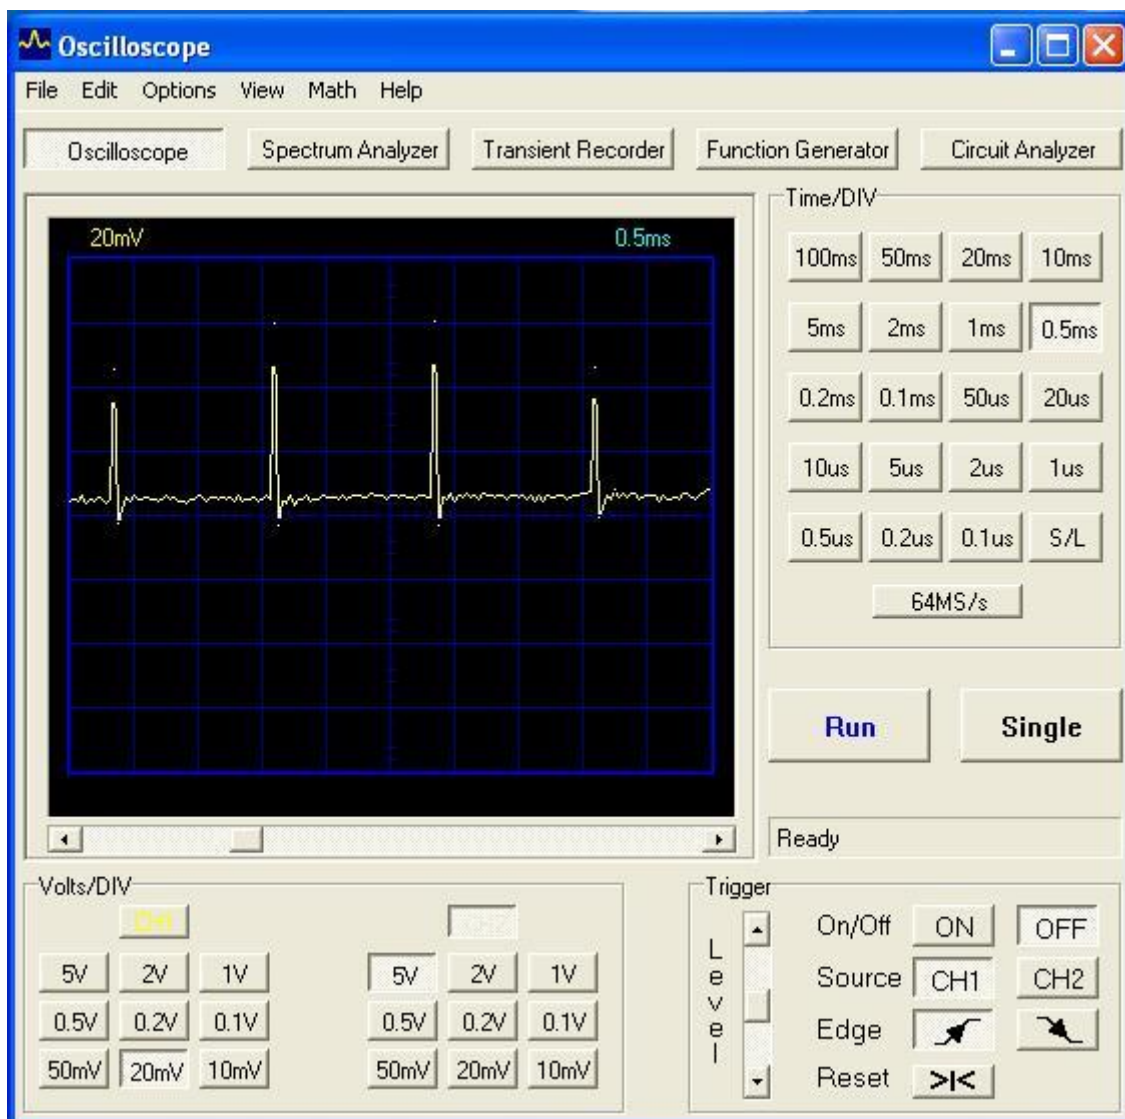 Oscilloscope
File Edit Options View Math Help
Oscilloscope Spectrum Analyzer Transient Recorder Function Generator Circuit Analyzer
Time/DIV
20mV 0.5ms
100ms 50ms 20ms 10ms
5ms 2ms 1ms 0.5ms
0.2ms 0.1ms 50us 20us
10us 5us 2us 1us
0.5us 0.2us 0.1us S/L
64MS/s
Run Single
Ready
Volts/DIV
CH1 CH2
5V 2V 1V 5V 2V 1V
0.5V 0.2V 0.1V 0.5V 0.2V 0.1V
50mV 20mV 10mV 50mV 20mV 10mV
Trigger
Level
On/Off ON OFF
Source CH1 CH2
Edge
Reset >I<